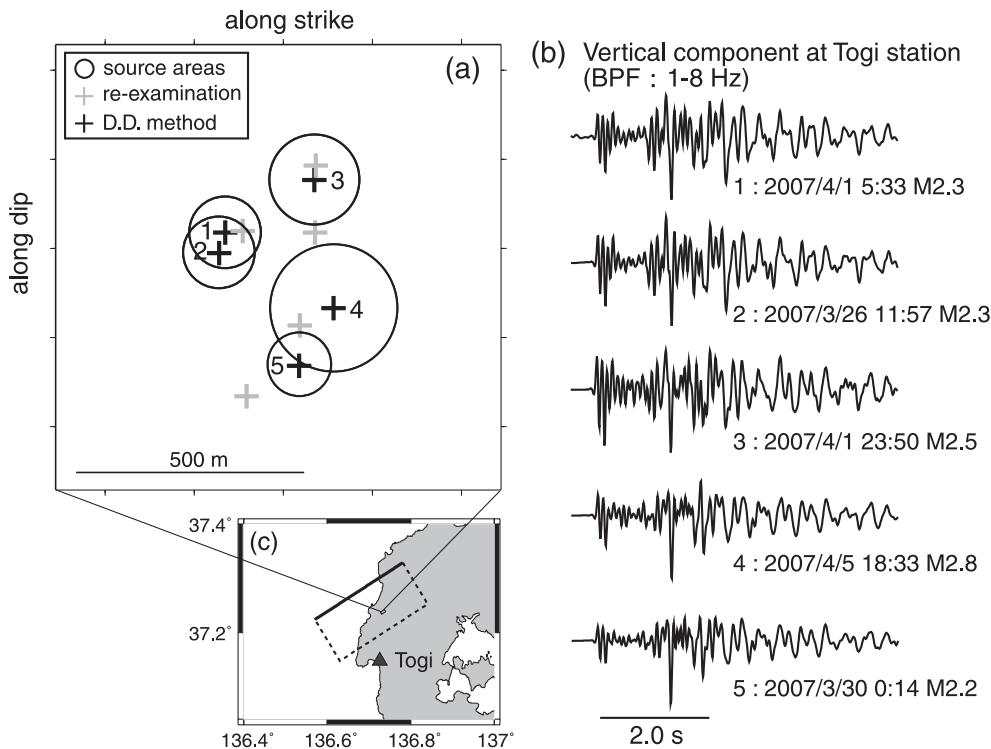 along strike
along dip
(a)
source areas
re-examination
D.D. method
3
1
2
4
5
500 m
(b) Vertical component at Togi station
(BPF : 1-8 Hz)
1 : 2007/4/1 5:33 M2.3
2 : 2007/3/26 11:57 M2.3
3 : 2007/4/1 23:50 M2.5
4 : 2007/4/5 18:33 M2.8
5 : 2007/3/30 0:14 M2.2
2.0 s
(c)
37.4°
37.2°
Togi
136.4° 136.6° 136.8° 137°